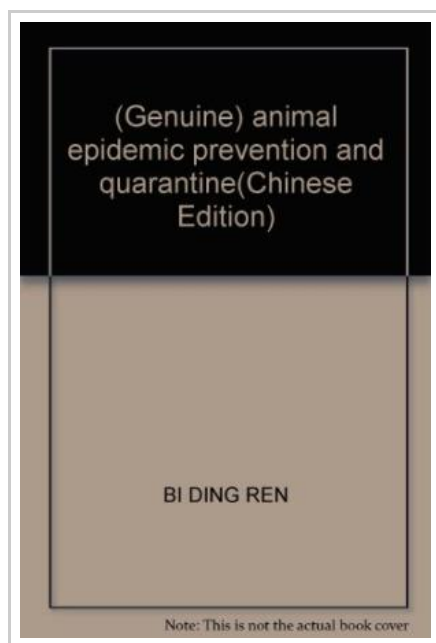 (Genuine) animal
epidemic prevention and
quarantine(Chinese
Edition)
BI DING REN
Note: This is not the actual book cover